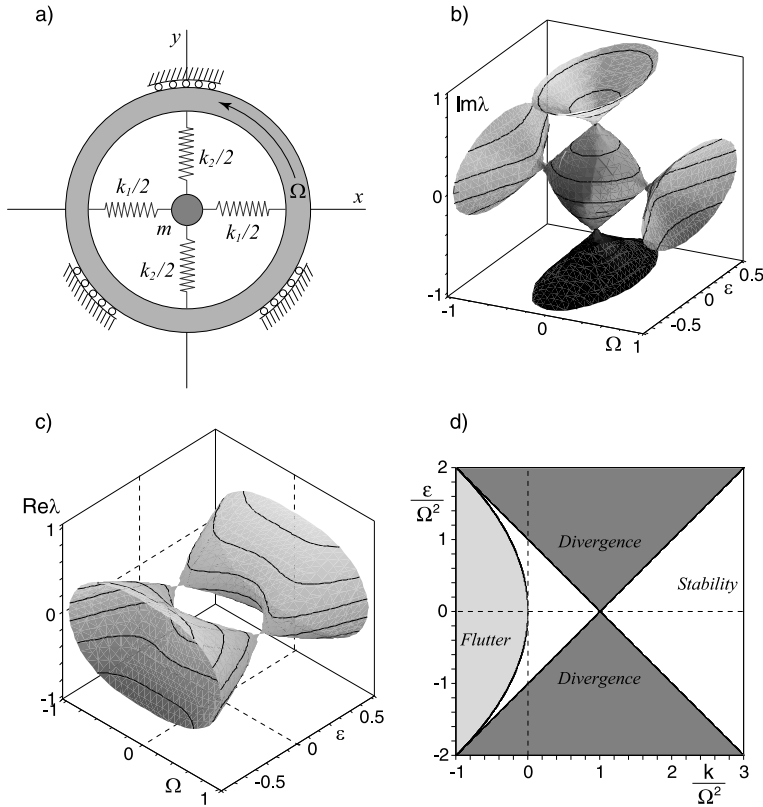 a)
y
k₂/2
Ω
k₁/2
x
m
k₁/2
k₂/2
b)
1
Imλ
0
-1
-1
0
Ω
1
-0.5
0
ε
0.5
c)
Reλ
1
0
-1
-1
0
Ω
1
-0.5
0
ε
0.5
d)
2
ε/Ω²
1
Divergence
Stability
0
Flutter
-1
Divergence
-2
-1
0
1
2
k/Ω²
3